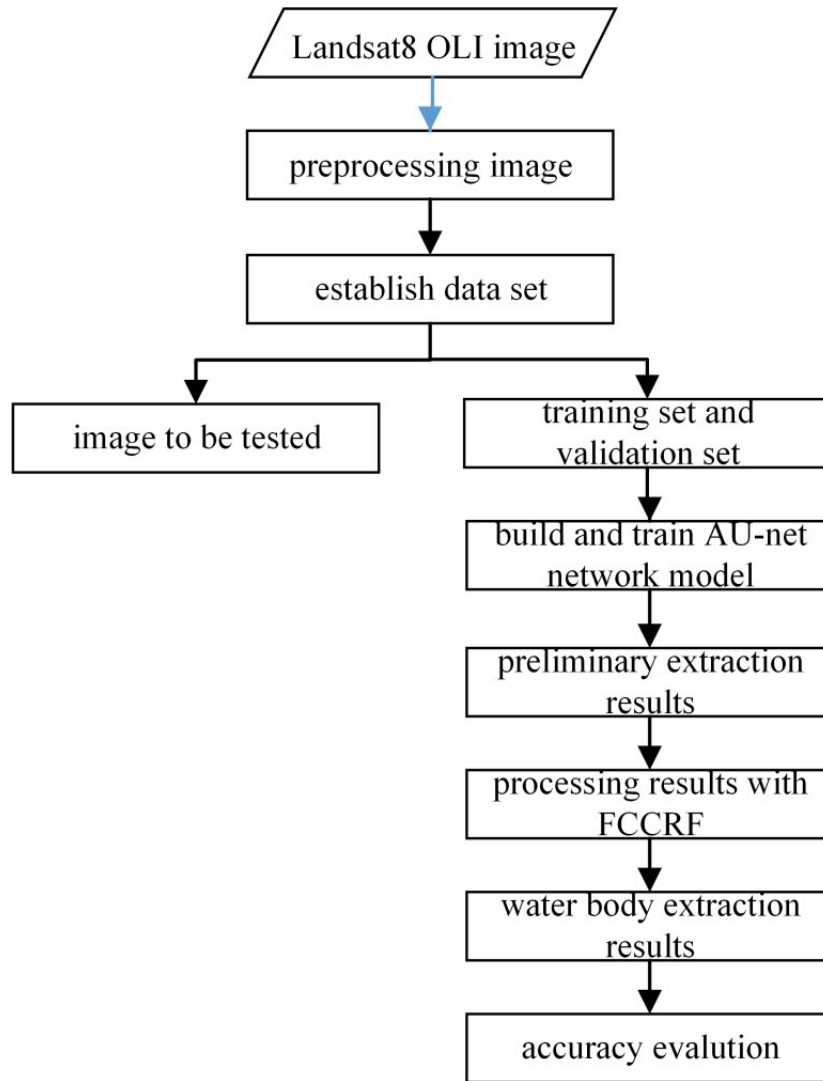 Landsat8 OLI image
preprocessing image
establish data set
image to be tested
training set and
validation set
build and train AU-net
network model
preliminary extraction
results
processing results with
FCCRF
water body extraction
results
accuracy evalution